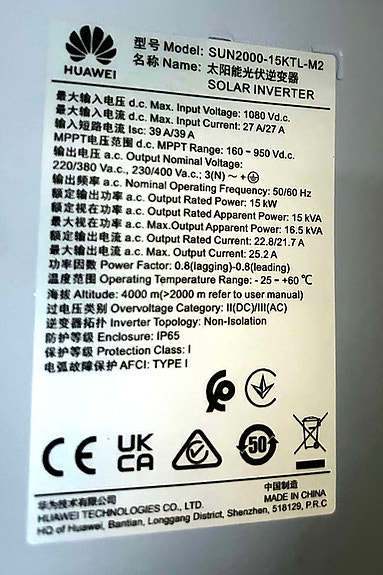 HUAWEI
型号 Model: SUN2000-15KTL-M2
名称 Name: 太阳能光伏逆变器
SOLAR INVERTER
最大输入电压 d.c. Max. Input Voltage: 1080 Vd.c.
最大输入电流 d.c. Max. Input Current: 27 A/27 A
输入短路电流 Isc: 39 A/39 A
MPPT电压范围 d.c. MPPT Range: 160 – 950 Vd.c.
输出电压 a.c. Output Nominal Voltage:
220/380 Va.c., 230/400 Va.c.; 3(N) ~ +⏚
输出频率 a.c. Nominal Operating Frequency: 50/60 Hz
额定输出功率 a.c. Output Rated Power: 15 kW
额定视在功率 a.c. Output Rated Apparent Power: 15 kVA
最大视在功率 a.c. Max.Output Apparent Power: 16.5 kVA
额定输出电流 a.c. Output Rated Current: 22.8/21.7 A
最大输出电流 a.c. Max. Output Current: 25.2 A
功率因数 Power Factor: 0.8(lagging)-0.8(leading)
温度范围 Operating Temperature Range: - 25 – +60 ℃
海拔 Altitude: 4000 m(>2000 m refer to user manual)
过电压类别 Overvoltage Category: II(DC)/III(AC)
逆变器拓扑 Inverter Topology: Non-Isolation
防护等级 Enclosure: IP65
保护等级 Protection Class: I
电弧故障保护 AFCI: TYPE I
CE
UK
CA
50
华为技术有限公司
HUAWEI TECHNOLOGIES CO., LTD.
HQ of Huawei, Bantian, Longgang District, Shenzhen, 518129, P.R.C
中国制造
MADE IN CHINA